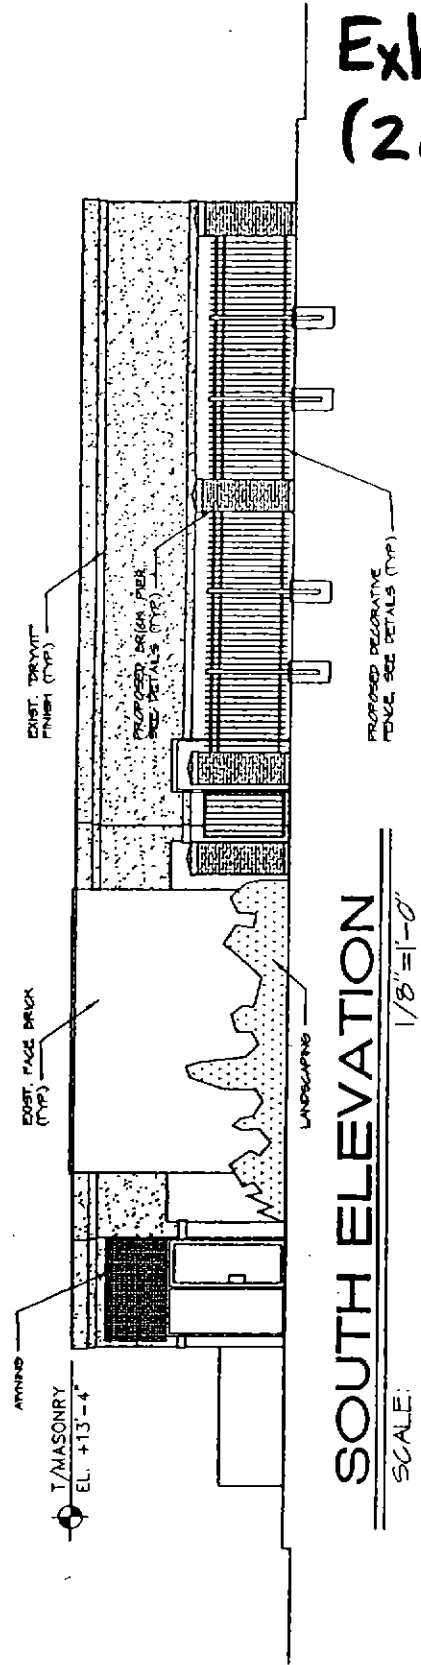 Ex
(2
EXIST. DRYVIT
FINISH (TYP.)
PROPOSED BRICK PIER,
SEE DETAILS (TYP.)
PROPOSED DECORATIVE
FENCE, SEE DETAILS (TYP.)
EXIST. FACE BRICK
(TYP.)
LANDSCAPING
AWNING
T/MASONRY
EL. +13'-4"
SOUTH ELEVATION
SCALE: 1/8"=1'-0"